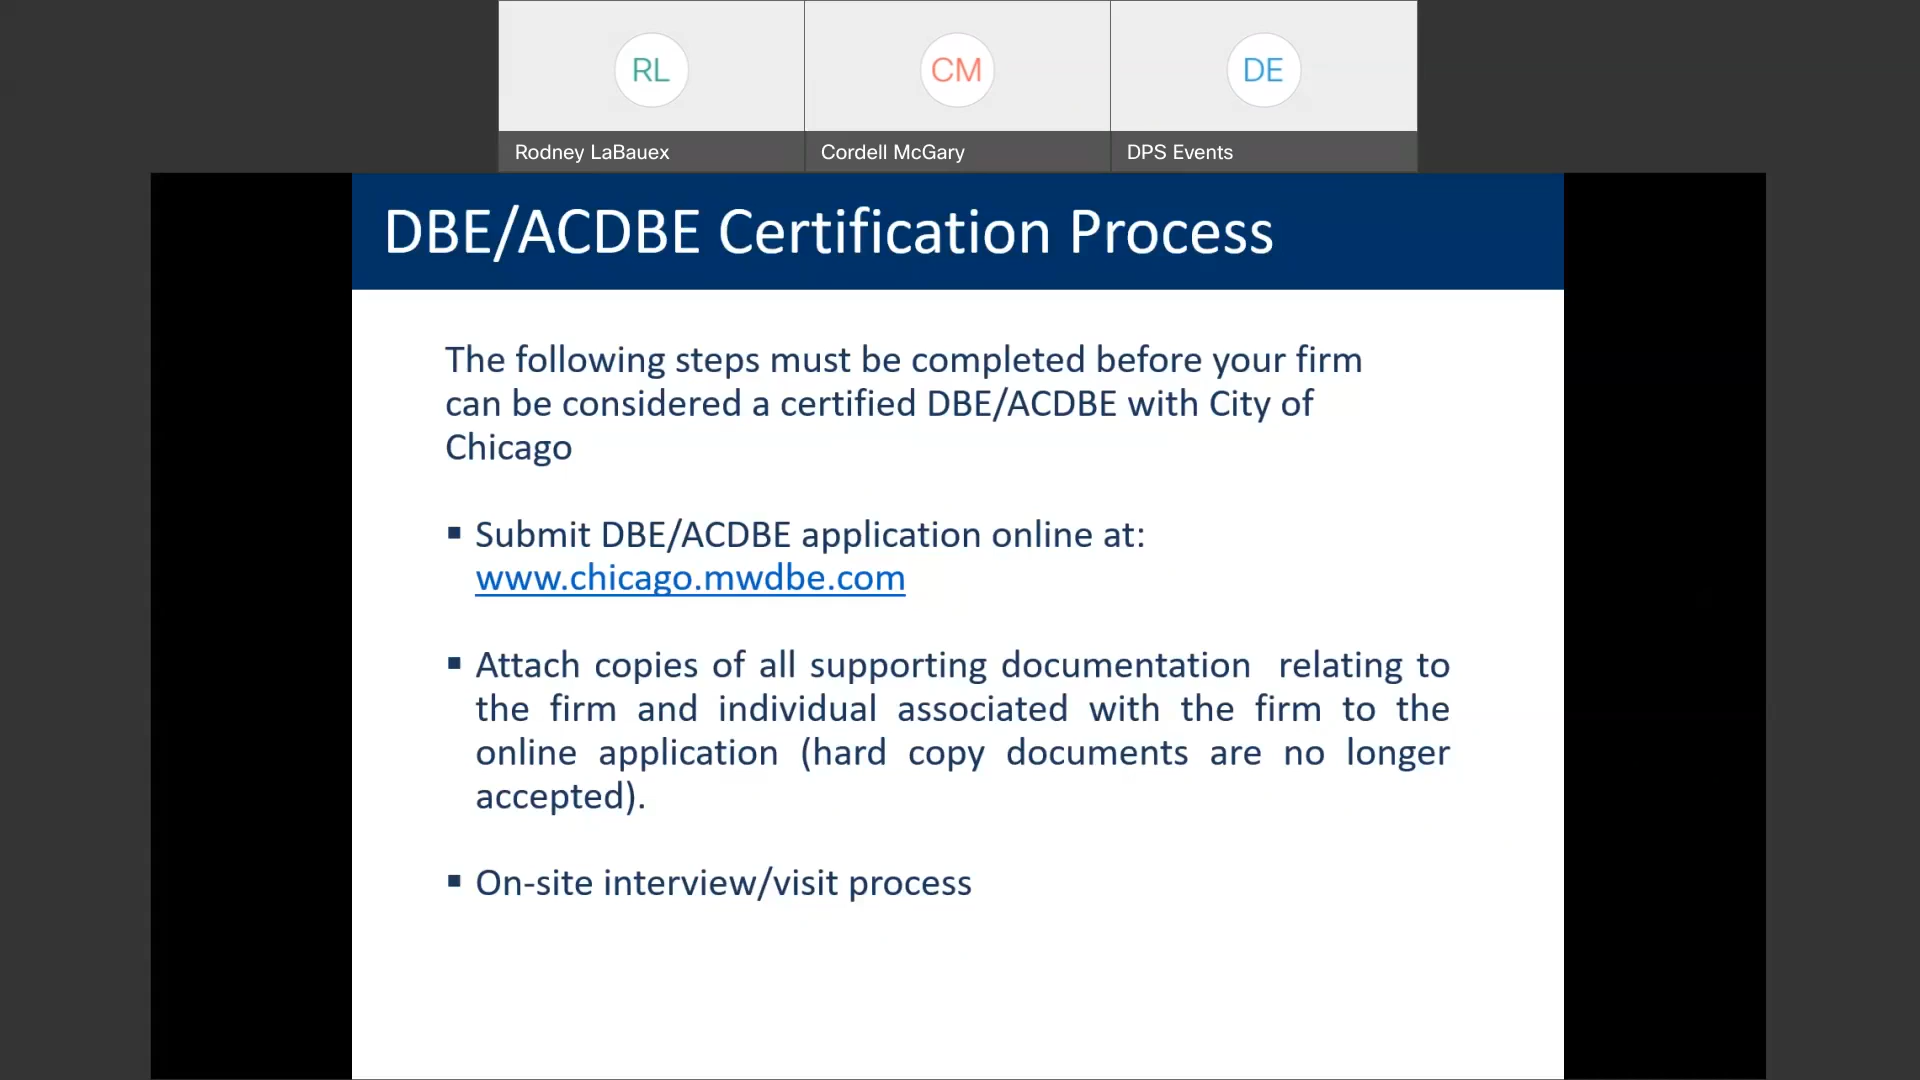 RL
CM
DE
Rodney LaBauex
Cordell McGary
DPS Events
DBE/ACDBE Certification Process
The following steps must be completed before your firm
can be considered a certified DBE/ACDBE with City of
Chicago
▪ Submit DBE/ACDBE application online at:
www.chicago.mwdbe.com
▪ Attach copies of all supporting documentation relating to
the firm and individual associated with the firm to the
online application (hard copy documents are no longer
accepted).
▪ On-site interview/visit process